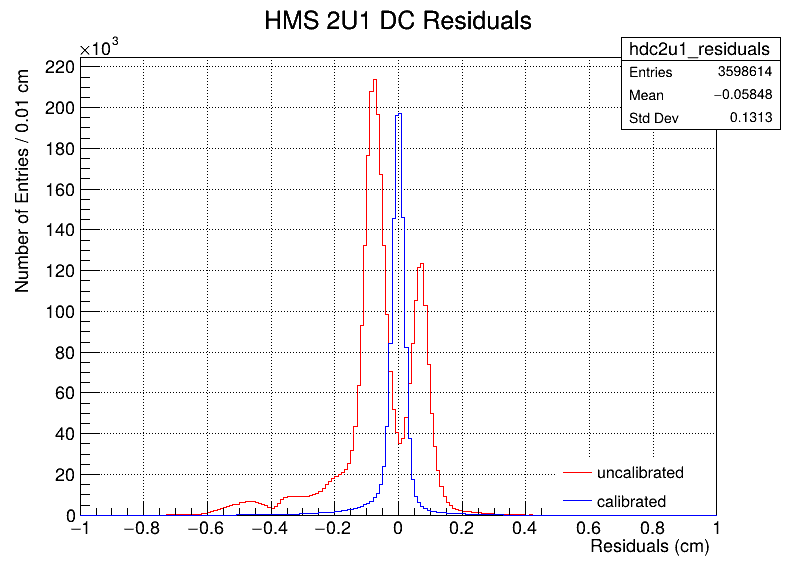 HMS 2U1 DC Residuals
×10³
hdc2u1_residuals
Entries 3598614
Mean −0.05848
Std Dev 0.1313
Number of Entries / 0.01 cm
220
200
180
160
140
120
100
80
60
40
20
0
uncalibrated
calibrated
−1 −0.8 −0.6 −0.4 −0.2 0 0.2 0.4 0.6 0.8 1
Residuals (cm)